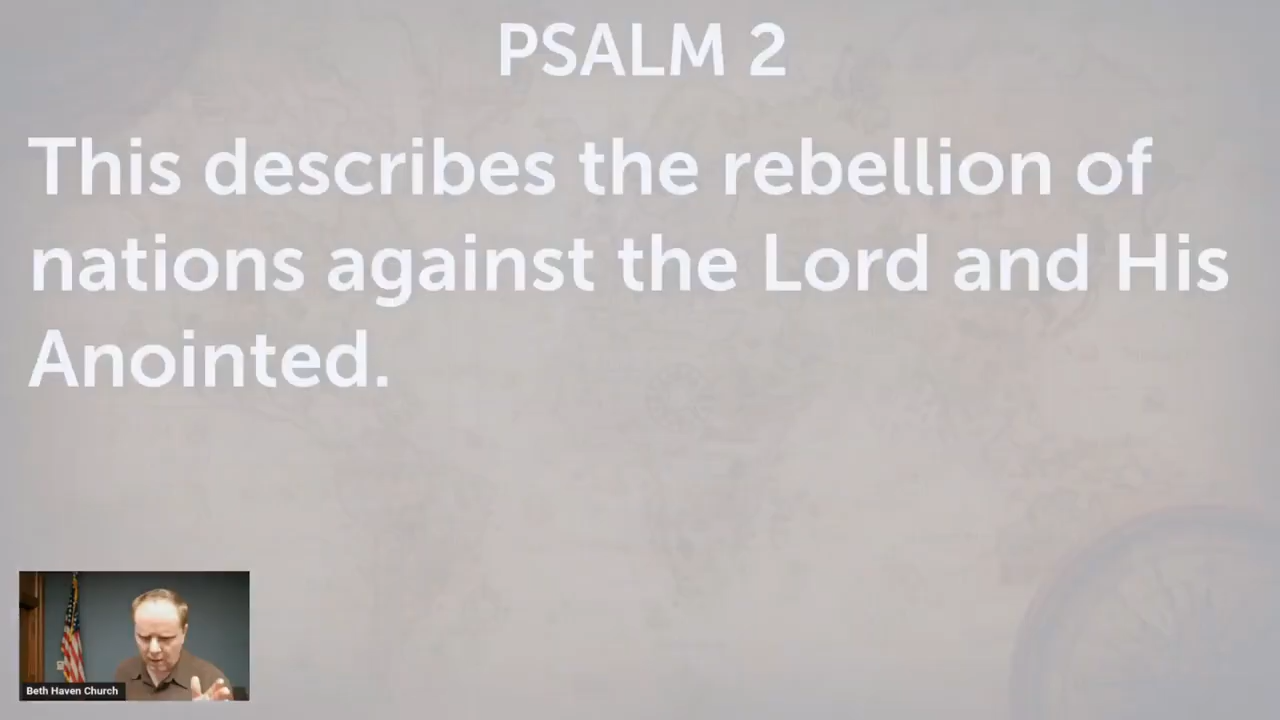 PSALM 2
This describes the rebellion of
nations against the Lord and His
Anointed.
Beth Haven Church